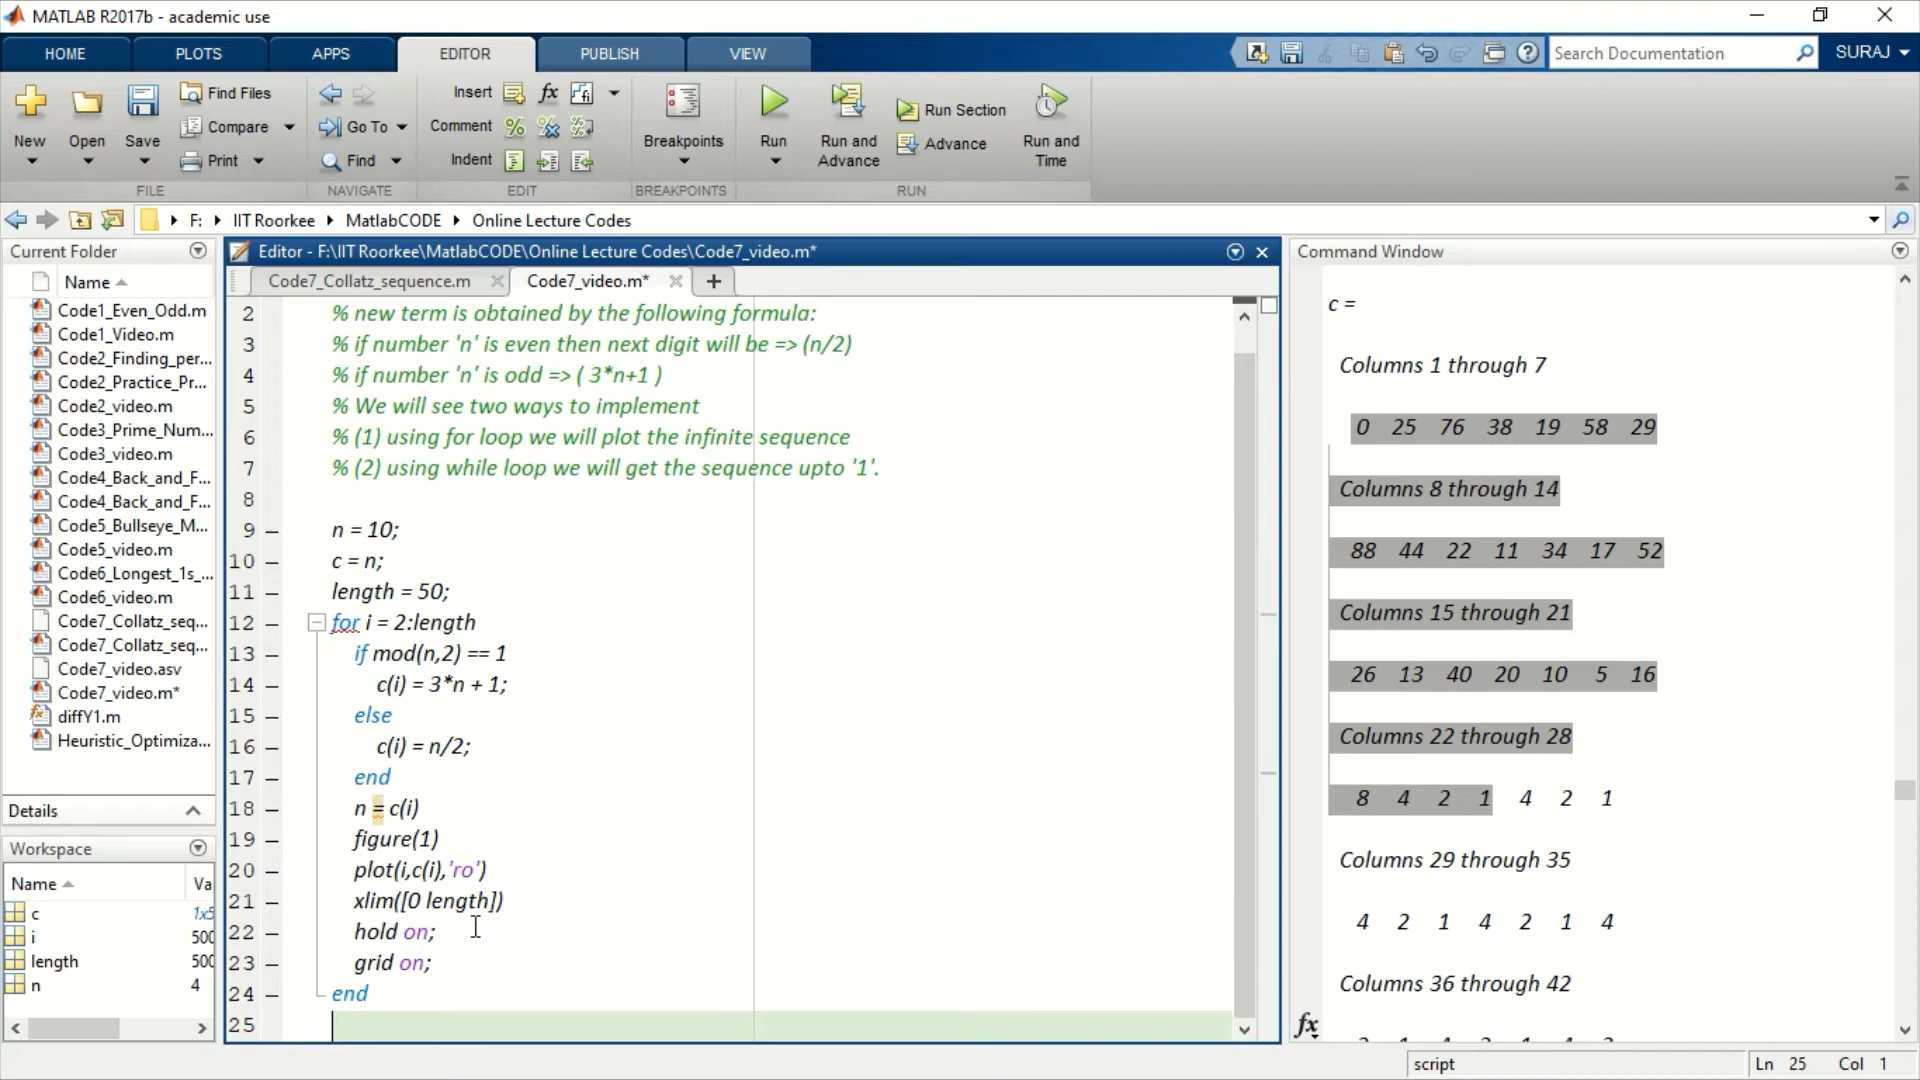 MATLAB R2017b - academic use
HOME PLOTS APPS EDITOR PUBLISH VIEW
Search Documentation
SURAJ
New
Open
Save
Find Files
Compare
Print
FILE
Go To
Find
NAVIGATE
Insert
Comment
Indent
EDIT
Breakpoints
BREAKPOINTS
Run
Run and Advance
Run Section
Advance
Run and Time
RUN
F: IIT Roorkee MatlabCODE Online Lecture Codes
Current Folder
Name
Code1_Even_Odd.m
Code1_Video.m
Code2_Finding_per...
Code2_Practice_Pr...
Code2_video.m
Code3_Prime_Num...
Code3_video.m
Code4_Back_and_F...
Code4_Back_and_F...
Code5_Bullseye_M...
Code5_video.m
Code6_Longest_1s_...
Code6_video.m
Code7_Collatz_seq...
Code7_Collatz_seq...
Code7_video.asv
Code7_video.m*
diffY1.m
Heuristic_Optimiza...
Details
Workspace
Name Va
c 1x5
i 500
length 500
n 4
Editor - F:\IIT Roorkee\MatlabCODE\Online Lecture Codes\Code7_video.m*
Code7_Collatz_sequence.m Code7_video.m* +
2 % new term is obtained by the following formula:
3 % if number 'n' is even then next digit will be => (n/2)
4 % if number 'n' is odd => ( 3*n+1 )
5 % We will see two ways to implement
6 % (1) using for loop we will plot the infinite sequence
7 % (2) using while loop we will get the sequence upto '1'.
8
9 – n = 10;
10 – c = n;
11 – length = 50;
12 – for i = 2:length
13 – if mod(n,2) == 1
14 – c(i) = 3*n + 1;
15 – else
16 – c(i) = n/2;
17 – end
18 – n = c(i)
19 – figure(1)
20 – plot(i,c(i),'ro')
21 – xlim([0 length])
22 – hold on;
23 – grid on;
24 – end
25
Command Window
c =
Columns 1 through 7
0 25 76 38 19 58 29
Columns 8 through 14
88 44 22 11 34 17 52
Columns 15 through 21
26 13 40 20 10 5 16
Columns 22 through 28
8 4 2 1 4 2 1
Columns 29 through 35
4 2 1 4 2 1 4
Columns 36 through 42
fx
script
Ln 25 Col 1